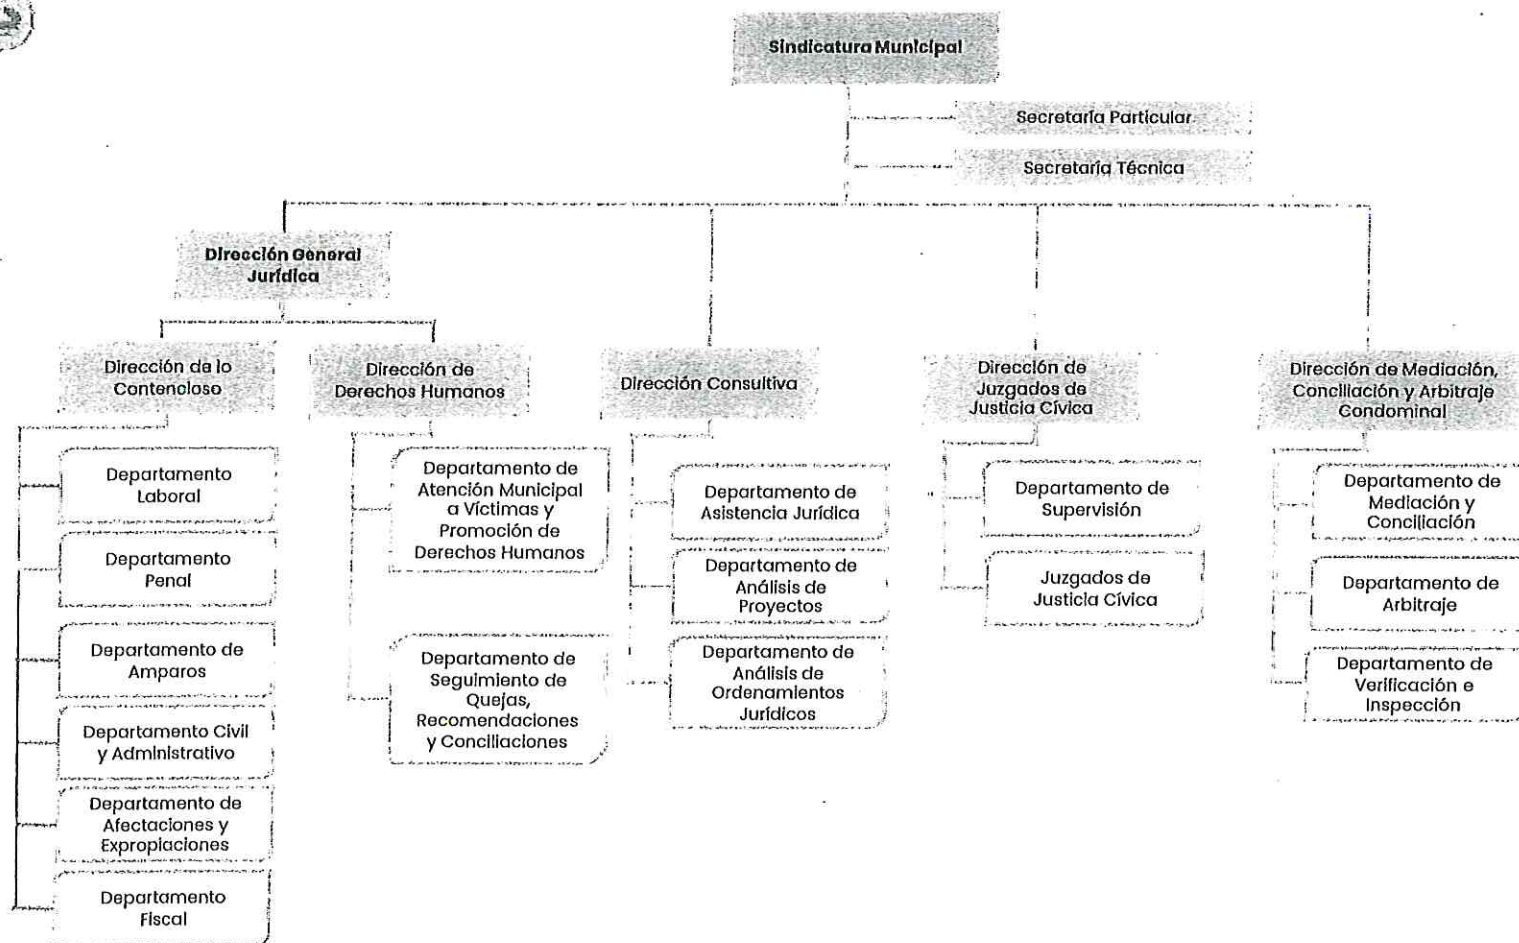 Sindicatura Municipal
Secretaría Particular
Secretaría Técnica
Dirección General
Jurídica
Dirección de lo
Contencioso
Dirección de
Derechos Humanos
Dirección Consultiva
Dirección de
Juzgados de
Justicia Cívica
Dirección de Mediación,
Conciliación y Arbitraje
Condominal
Departamento
Laboral
Departamento
Penal
Departamento de
Amparos
Departamento Civil
y Administrativo
Departamento de
Afectaciones y
Expropiaciones
Departamento
Fiscal
Departamento de
Atención Municipal
a Víctimas y
Promoción de
Derechos Humanos
Departamento de
Seguimiento de
Quejas,
Recomendaciones
y Conciliaciones
Departamento de
Asistencia Jurídica
Departamento de
Análisis de
Proyectos
Departamento de
Análisis de
Ordenamientos
Jurídicos
Departamento de
Supervisión
Juzgados de
Justicia Cívica
Departamento de
Mediación y
Conciliación
Departamento de
Arbitraje
Departamento de
Verificación e
Inspección